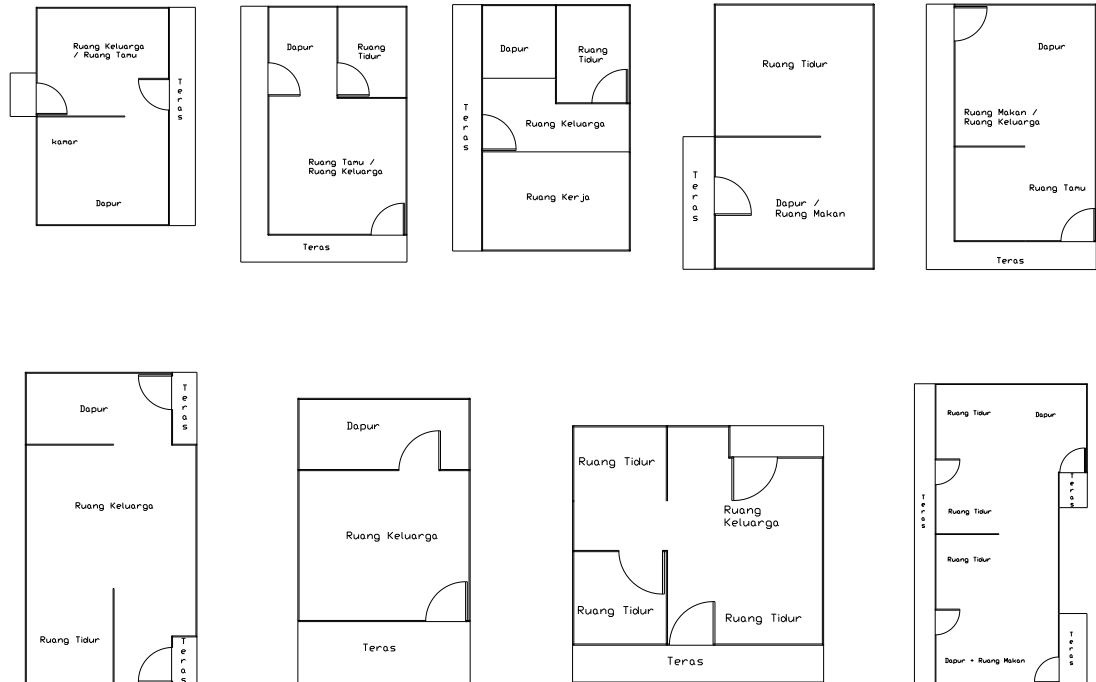 Ruang Keluarga
/ Ruang Tamu
Teras
kamar
Dapur
Dapur
Ruang
Tidur
Ruang Tamu /
Ruang Keluarga
Teras
Dapur
Ruang
Tidur
Teras
Ruang Keluarga
Ruang Kerja
Ruang Tidur
Teras
Dapur /
Ruang Makan
Dapur
Ruang Makan /
Ruang Keluarga
Ruang Tamu
Teras
Dapur
Teras
Ruang Keluarga
Ruang Tidur
Teras
Dapur
Ruang Keluarga
Teras
Ruang Tidur
Ruang
Keluarga
Ruang Tidur
Ruang Tidur
Teras
Ruang Tidur
Dapur
Teras
Teras
Ruang Tidur
Ruang Tidur
Teras
Dapur + Ruang Makan